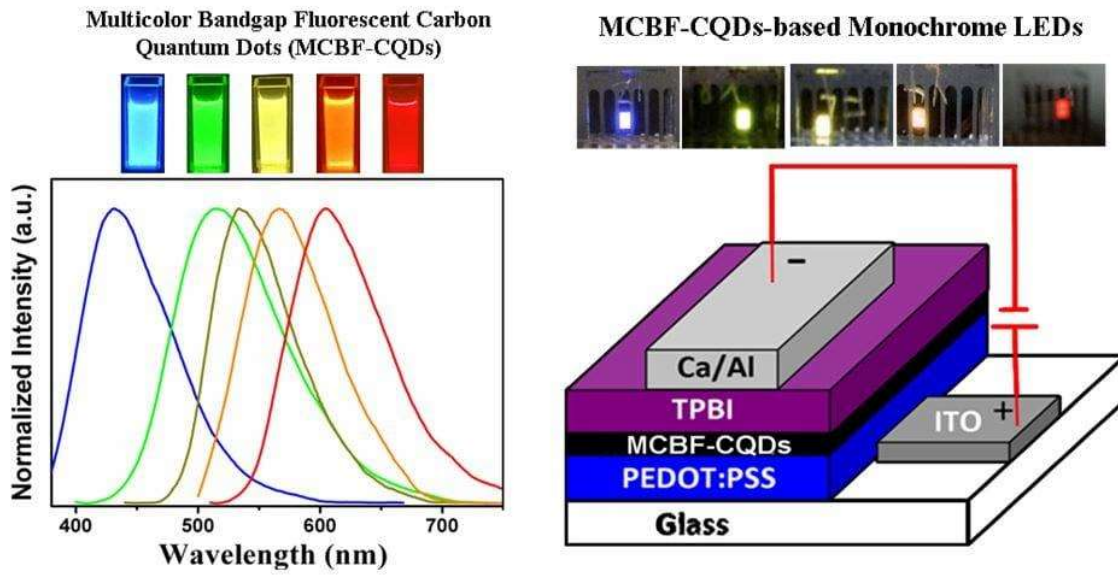 Multicolor Bandgap Fluorescent Carbon
Quantum Dots (MCBF-CQDs)
Normalized Intensity (a.u.)
400
500
600
700
Wavelength (nm)
MCBF-CQDs-based Monochrome LEDs
-
Ca/Al
TPBI
MCBF-CQDs
PEDOT:PSS
ITO
+
Glass